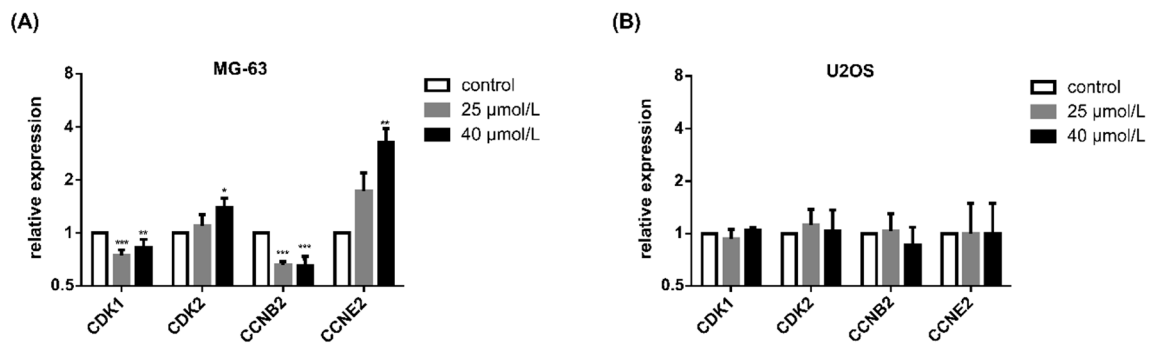 (A)
MG-63
relative expression
8
4
2
1
0.5
***
**
*
***
***
**
CDK1
CDK2
CCNB2
CCNE2
control
25 μmol/L
40 μmol/L
(B)
U2OS
relative expression
8
4
2
1
0.5
CDK1
CDK2
CCNB2
CCNE2
control
25 μmol/L
40 μmol/L